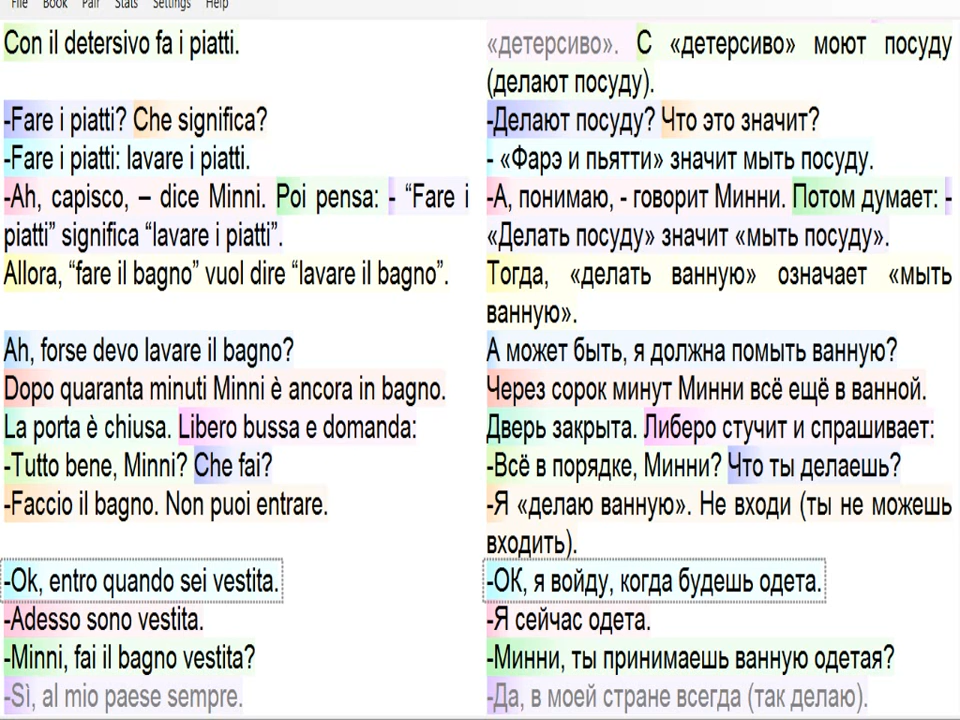 File Book Pair Stats Settings Help
Con il detersivo fa i piatti.
-Fare i piatti? Che significa?
-Fare i piatti: lavare i piatti.
-Ah, capisco, – dice Minni. Poi pensa: - “Fare i
piatti” significa “lavare i piatti”.
Allora, “fare il bagno” vuol dire “lavare il bagno”.
Ah, forse devo lavare il bagno?
Dopo quaranta minuti Minni è ancora in bagno.
La porta è chiusa. Libero bussa e domanda:
-Tutto bene, Minni? Che fai?
-Faccio il bagno. Non puoi entrare.
-Ok, entro quando sei vestita.
-Adesso sono vestita.
-Minni, fai il bagno vestita?
-Sì, al mio paese sempre.
«детерсиво». С «детерсиво» моют посуду
(делают посуду).
-Делают посуду? Что это значит?
- «Фарэ и пьятти» значит мыть посуду.
-А, понимаю, - говорит Минни. Потом думает: -
«Делать посуду» значит «мыть посуду».
Тогда, «делать ванную» означает «мыть
ванную».
А может быть, я должна помыть ванную?
Через сорок минут Минни всё ещё в ванной.
Дверь закрыта. Либеро стучит и спрашивает:
-Всё в порядке, Минни? Что ты делаешь?
-Я «делаю ванную». Не входи (ты не можешь
входить).
-ОК, я войду, когда будешь одета.
-Я сейчас одета.
-Минни, ты принимаешь ванную одетая?
-Да, в моей стране всегда (так делаю).